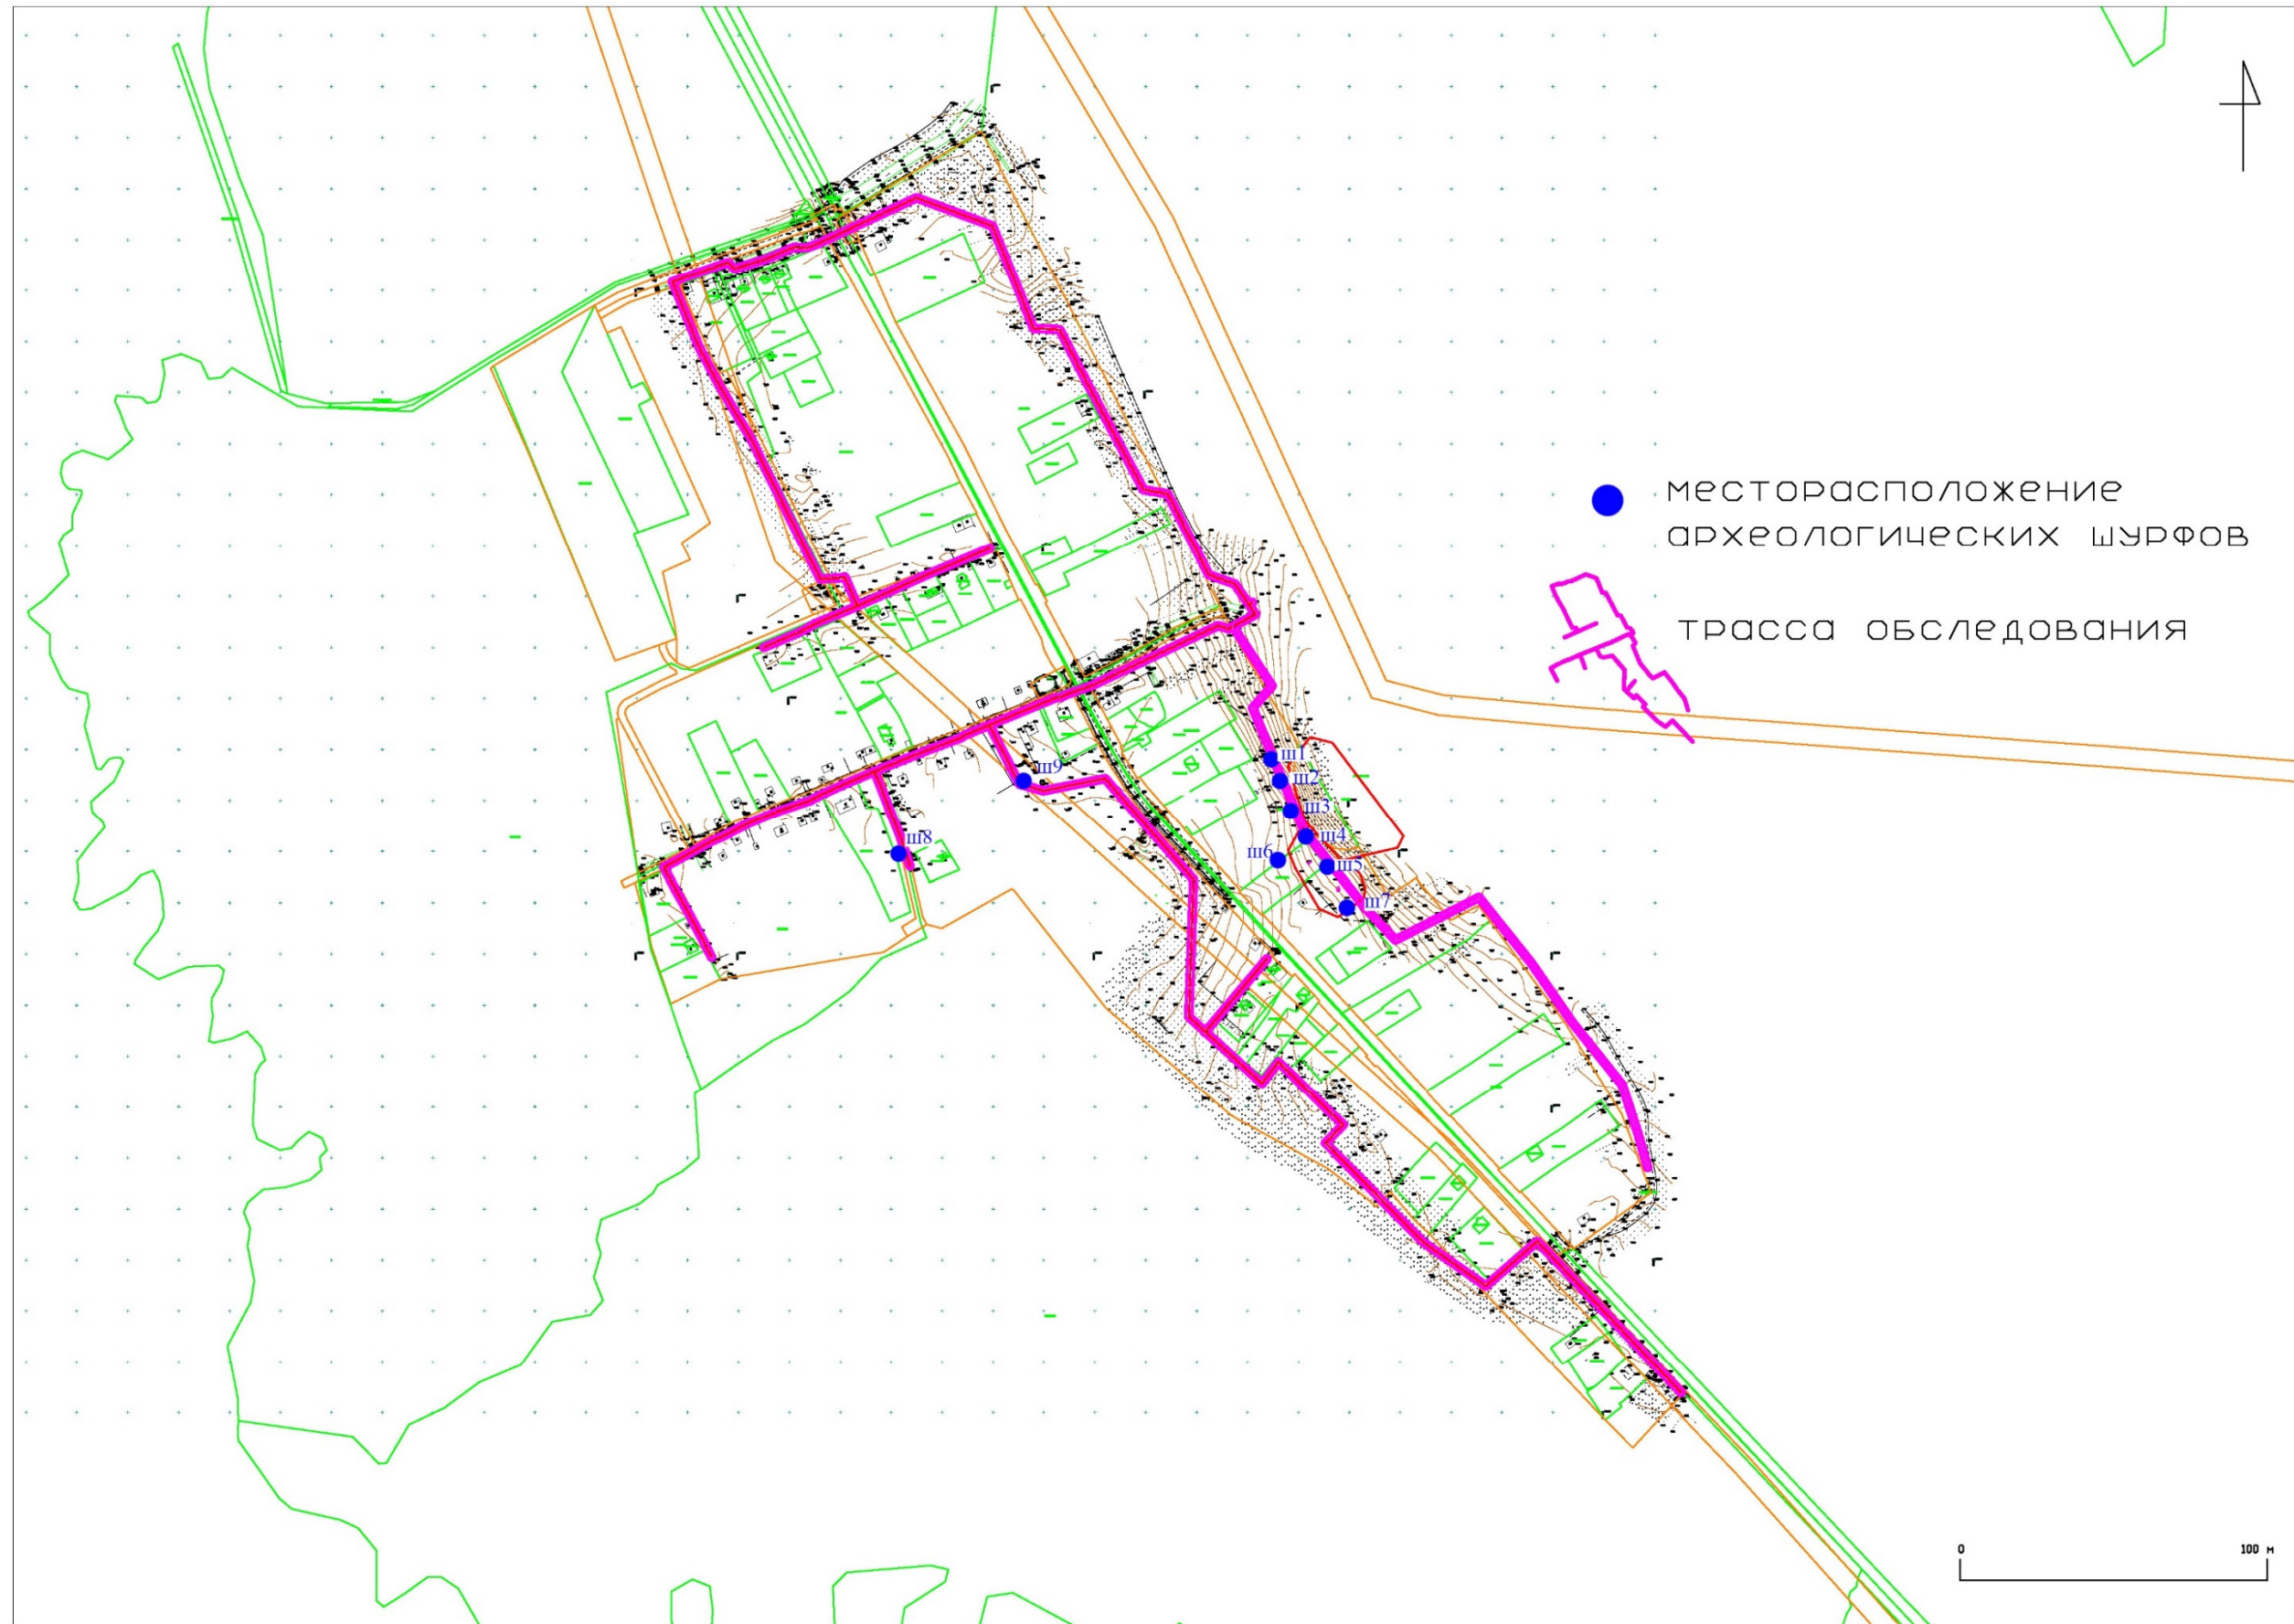 месторасположение
археологических шурфов
трасса обследования
ш1
ш2
ш9
ш3
ш4
ш8
ш6
ш5
ш7
0 100 м